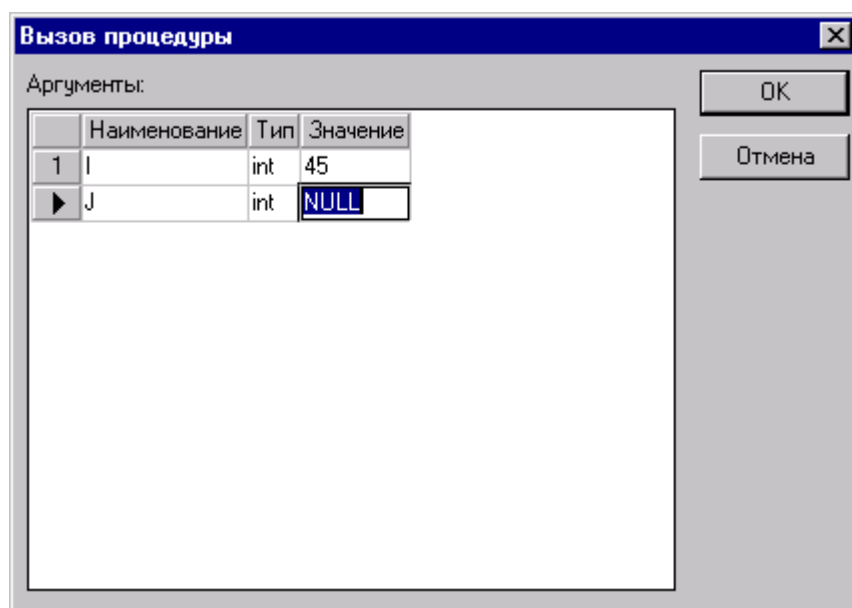 Вызов процедуры
Аргументы:
OK
Отмена
Наименование Тип Значение
1 I int 45
J int NULL